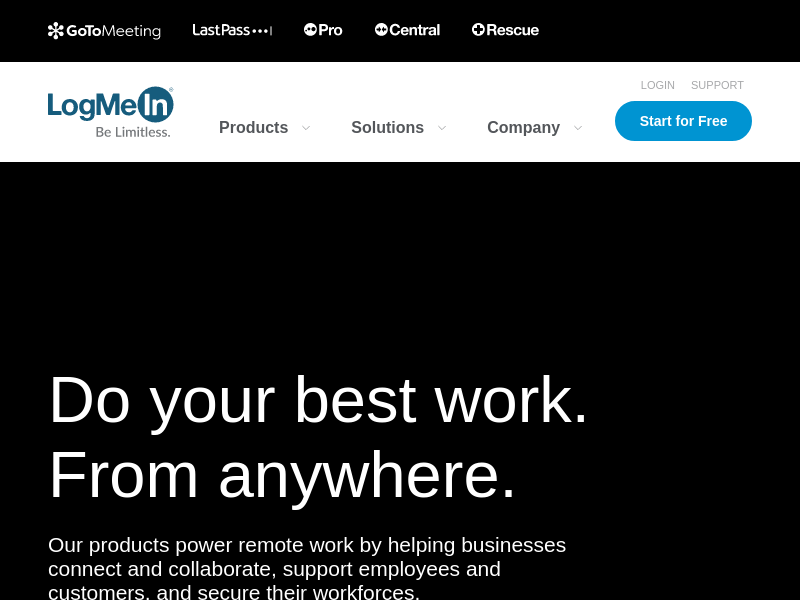 GoToMeeting LastPass Pro Central Rescue
LOGIN SUPPORT
LogMeIn®
Be Limitless.
Products Solutions Company Start for Free
Do your best work.
From anywhere.
Our products power remote work by helping businesses
connect and collaborate, support employees and
customers, and secure their workforces.